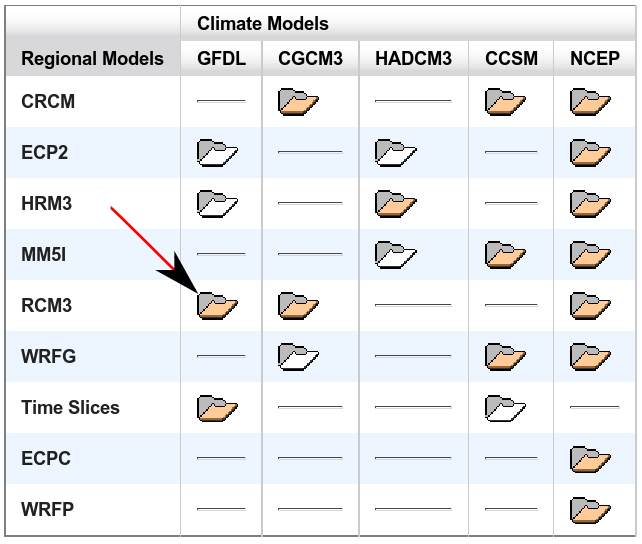 Climate Models
Regional Models GFDL CGCM3 HADCM3 CCSM NCEP
CRCM
ECP2
HRM3
MM5I
RCM3
WRFG
Time Slices
ECPC
WRFP